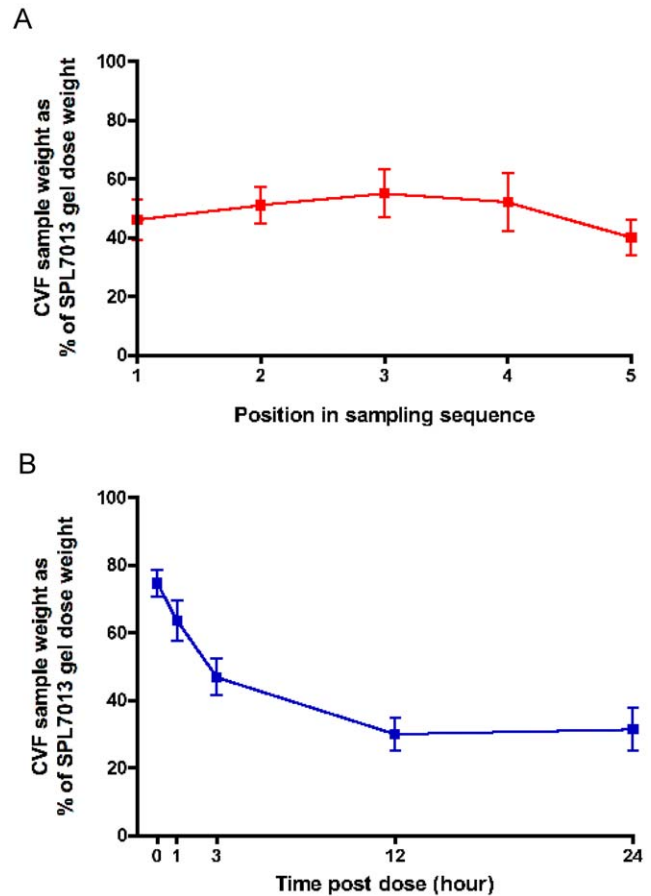 A
CVF sample weight as
% of SPL7013 gel dose weight
100
80
60
40
20
0
1 2 3 4 5
Position in sampling sequence
B
CVF sample weight as
% of SPL7013 gel dose weight
100
80
60
40
20
0
0 1 3 12 24
Time post dose (hour)